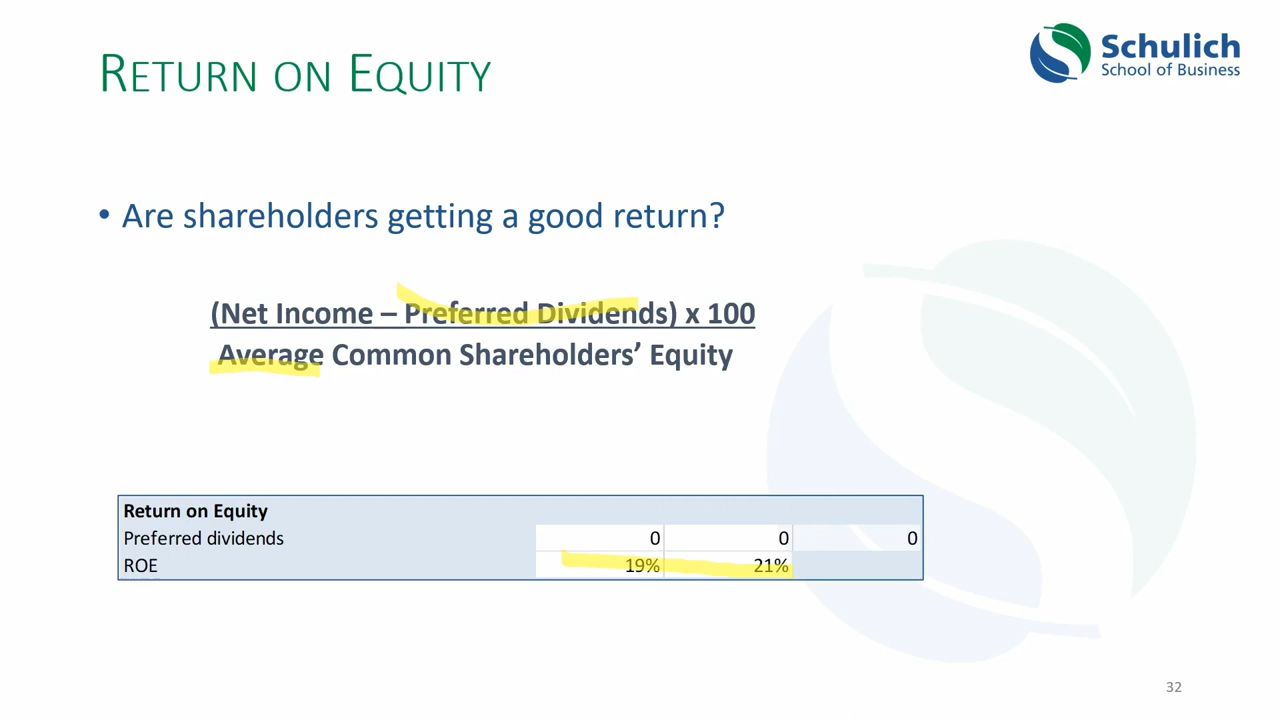 RETURN ON EQUITY
Schulich
School of Business
• Are shareholders getting a good return?
(Net Income – Preferred Dividends) x 100
Average Common Shareholders’ Equity
Return on Equity
Preferred dividends 0 0 0
ROE 19% 21%
32